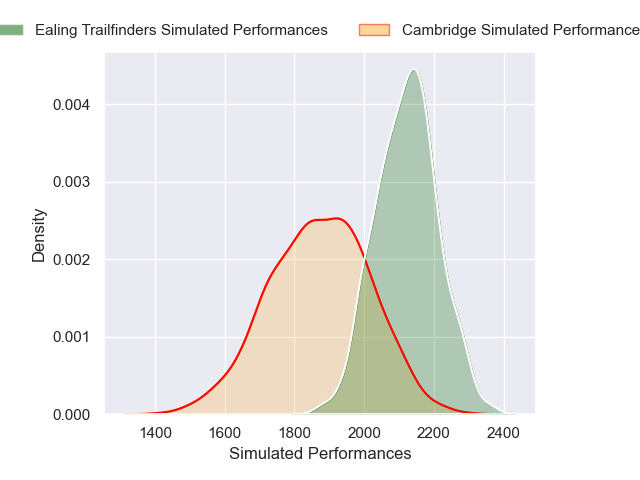 Ealing Trailfinders Simulated Performances
Cambridge Simulated Performance
0.004
0.003
0.002
0.001
0.000
Density
1400 1600 1800 2000 2200 2400
Simulated Performances